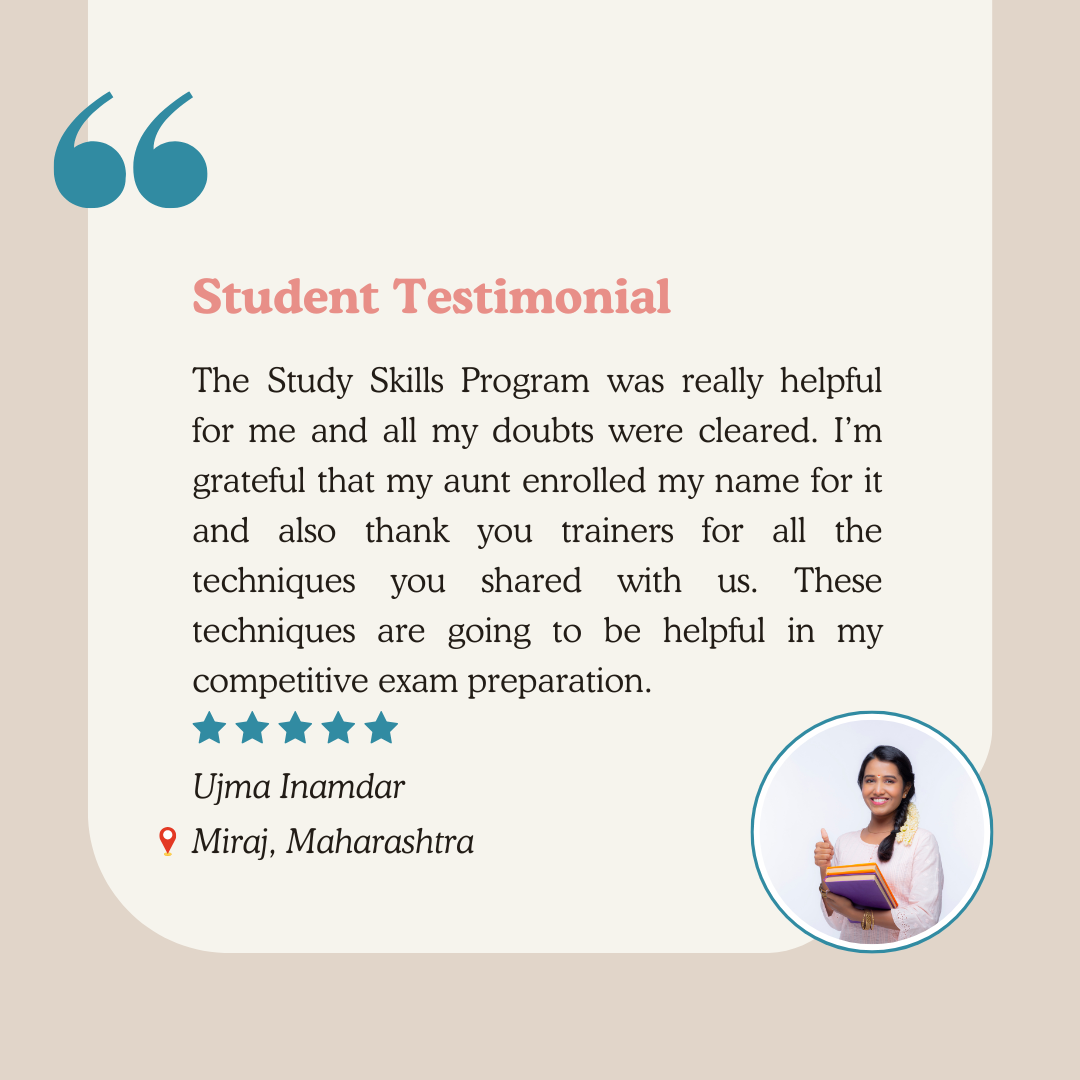 “
Student Testimonial
The Study Skills Program was really helpful
for me and all my doubts were cleared. I’m
grateful that my aunt enrolled my name for it
and also thank you trainers for all the
techniques you shared with us. These
techniques are going to be helpful in my
competitive exam preparation.
Ujma Inamdar
Miraj, Maharashtra